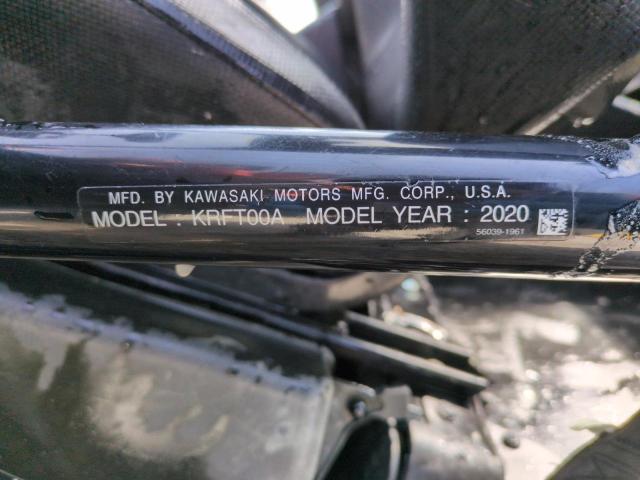 MFD. BY KAWASAKI MOTORS MFG. CORP., U.S.A.
MODEL : KRFT00A MODEL YEAR : 2020
56039-1961